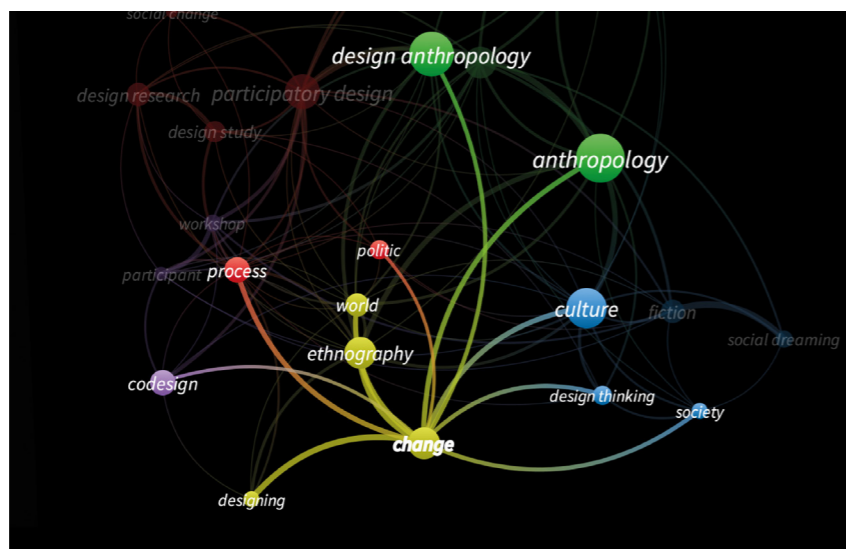 social change
design anthropology
design research
participatory design
design study
anthropology
workshop
politic
participant
process
world
culture
fiction
social dreaming
ethnography
codesign
design thinking
society
change
designing